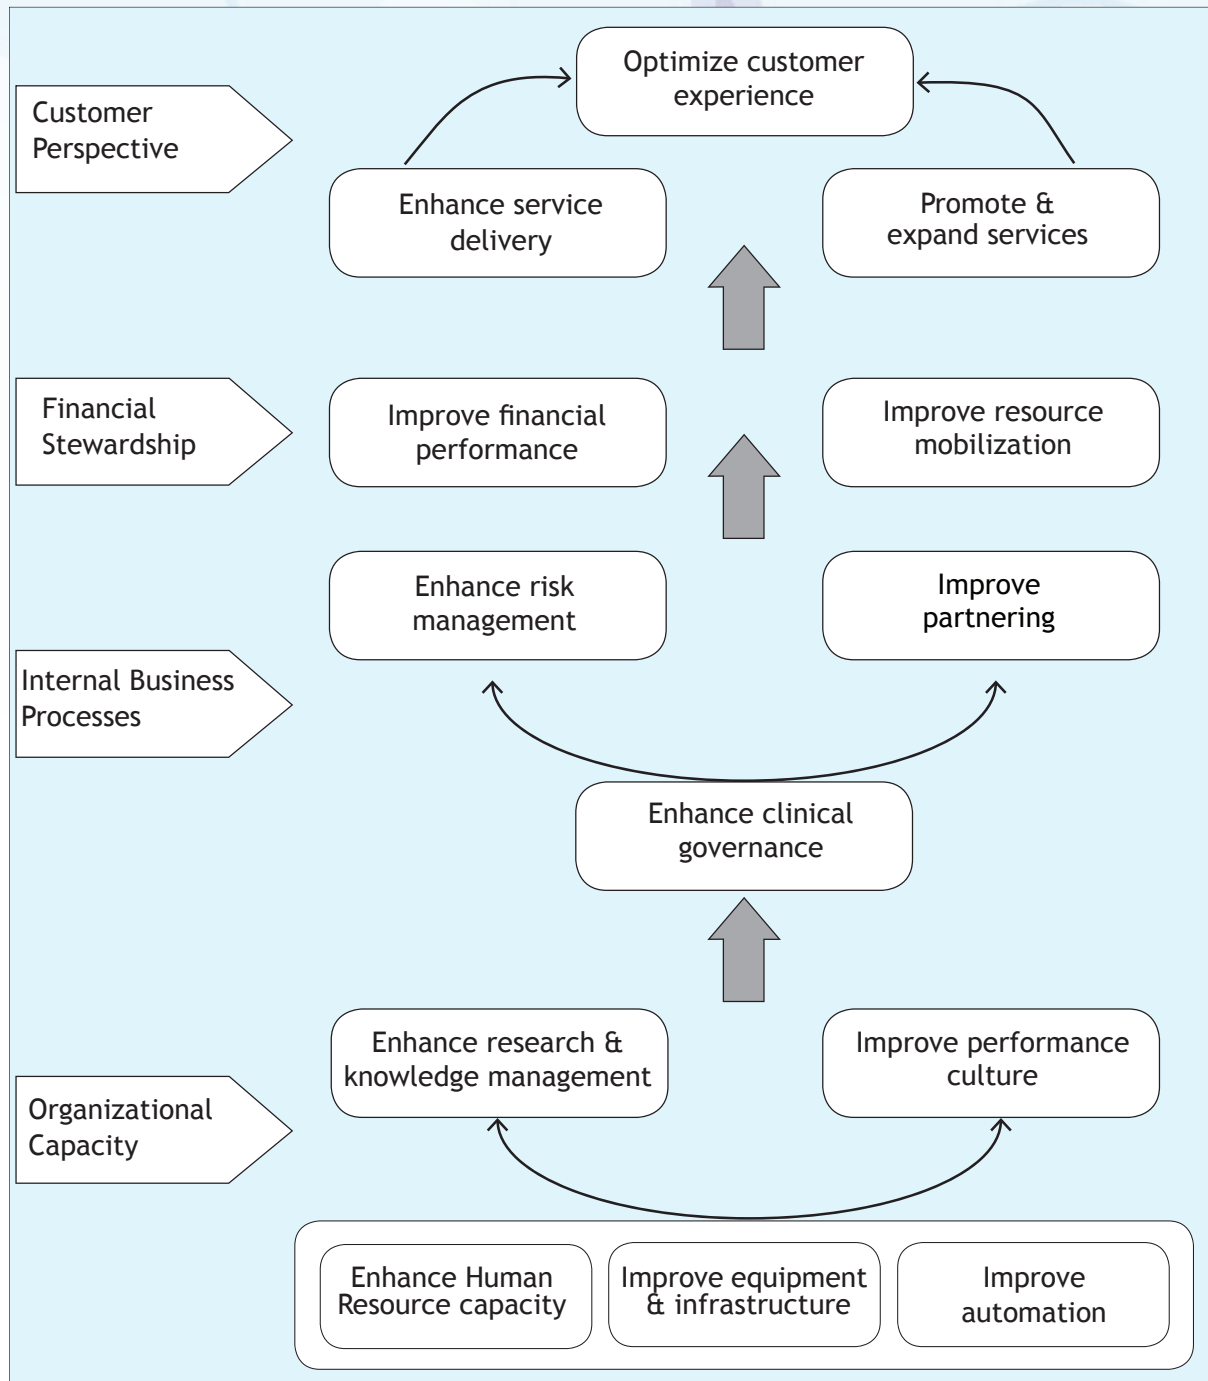 Optimize customer
experience
Customer
Perspective
Enhance service
delivery
Promote &
expand services
Financial
Stewardship
Improve financial
performance
Improve resource
mobilization
Enhance risk
management
Improve
partnering
Internal Business
Processes
Enhance clinical
governance
Enhance research &
knowledge management
Improve performance
culture
Organizational
Capacity
Enhance Human
Resource capacity
Improve equipment
& infrastructure
Improve
automation